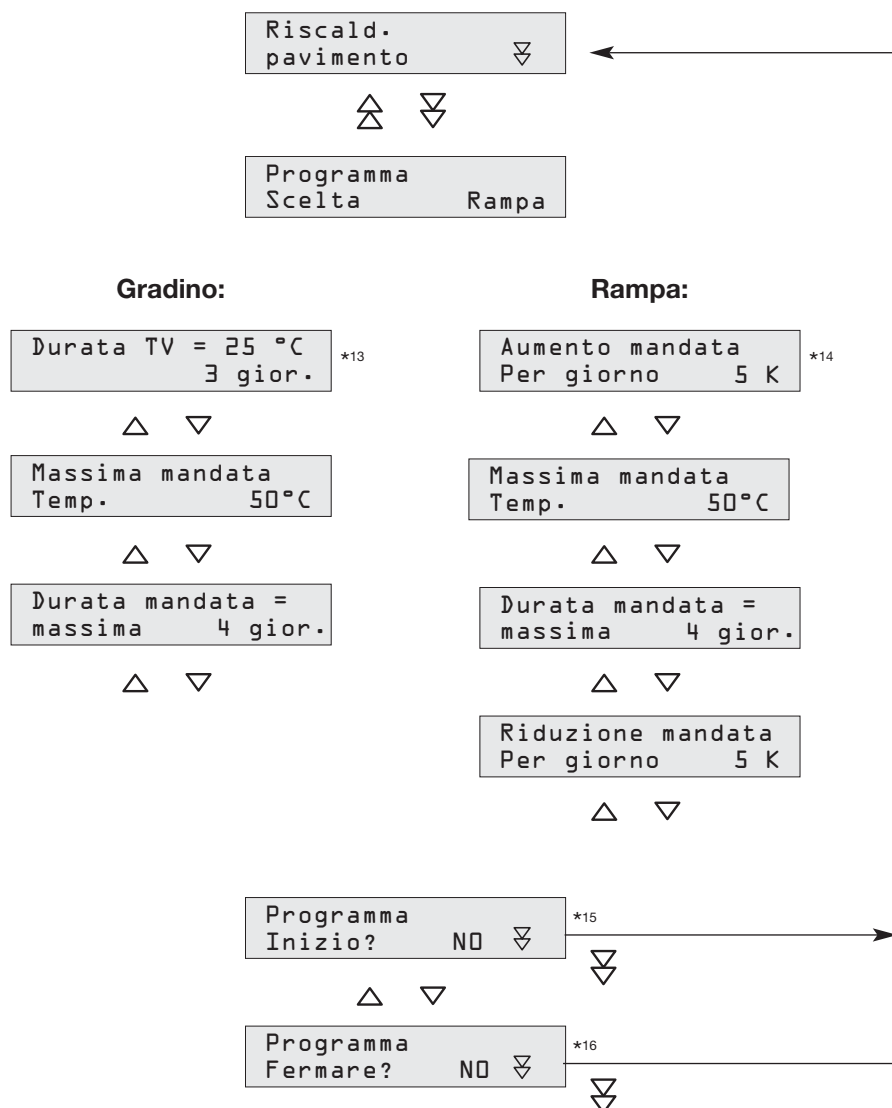 Riscald.
pavimento
Programma
Scelta Rampa
Gradino:
Durata TV = 25 °C
3 gior.
*13
Massima mandata
Temp. 50°C
Durata mandata =
massima 4 gior.
Rampa:
Aumento mandata
Per giorno 5 K
*14
Massima mandata
Temp. 50°C
Durata mandata =
massima 4 gior.
Riduzione mandata
Per giorno 5 K
Programma
Inizio? NO
*15
Programma
Fermare? NO
*16